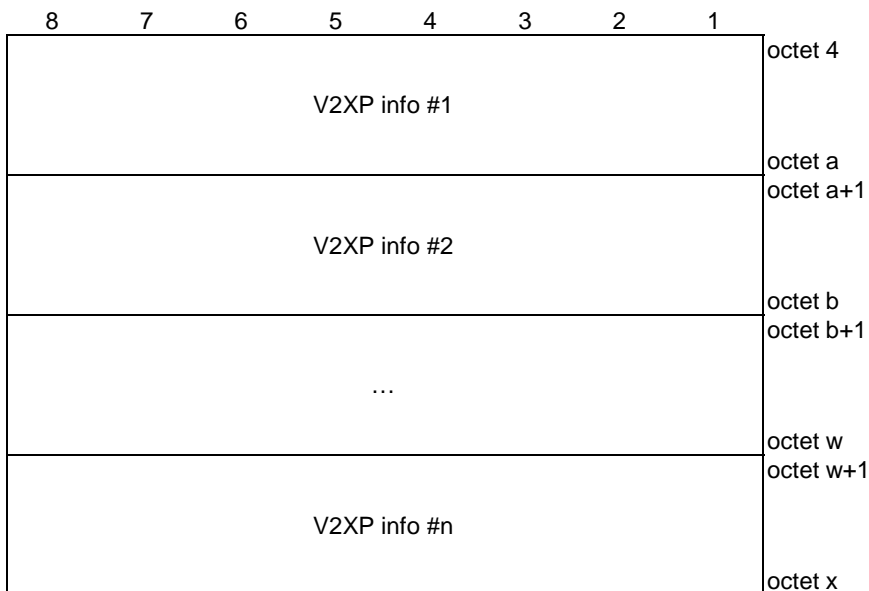 8 7 6 5 4 3 2 1
octet 4
V2XP info #1
octet a
octet a+1
V2XP info #2
octet b
octet b+1
…
octet w
octet w+1
V2XP info #n
octet x